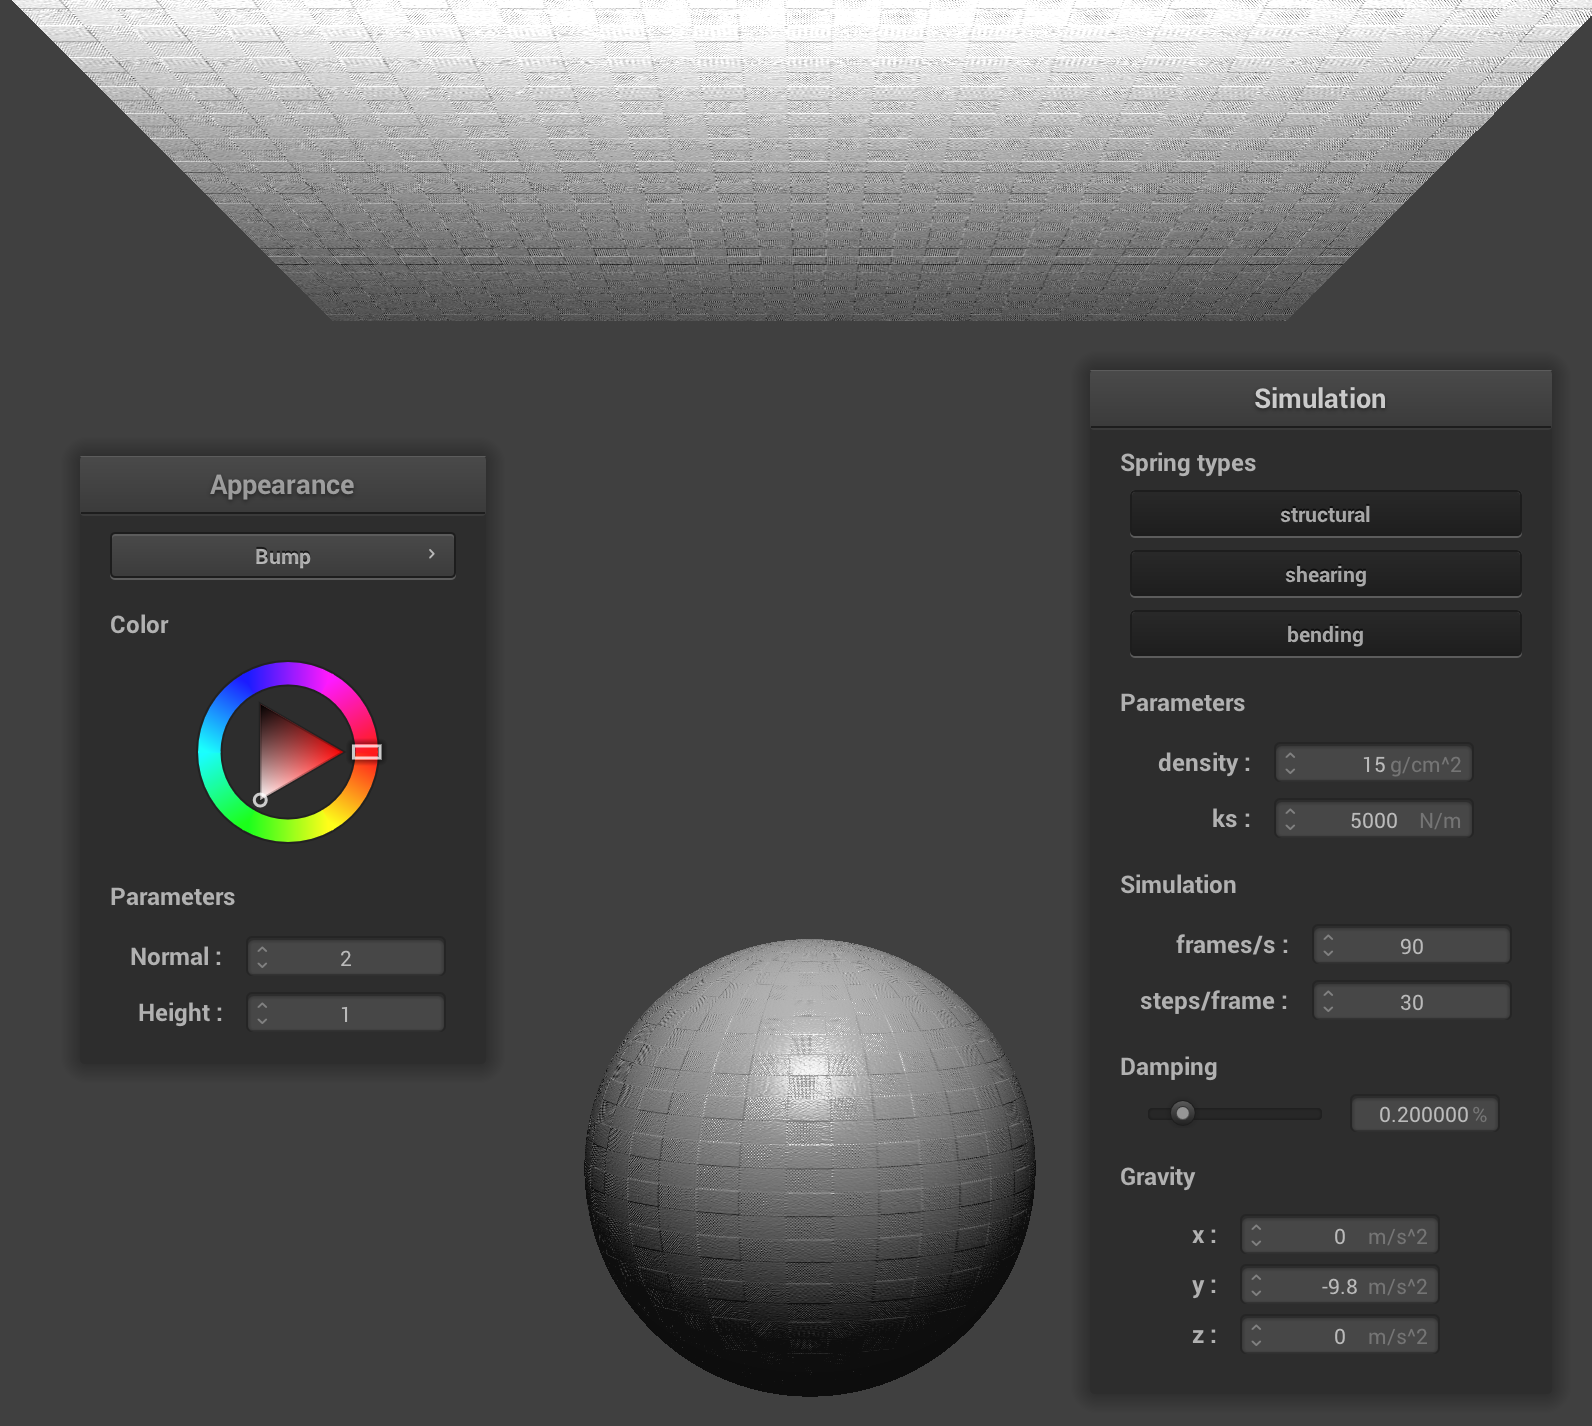 Appearance
Bump
Color
Parameters
Normal : 2
Height : 1
Simulation
Spring types
structural
shearing
bending
Parameters
density : 15 g/cm^2
ks : 5000 N/m
Simulation
frames/s : 90
steps/frame : 30
Damping
0.200000 %
Gravity
x : 0 m/s^2
y : -9.8 m/s^2
z : 0 m/s^2